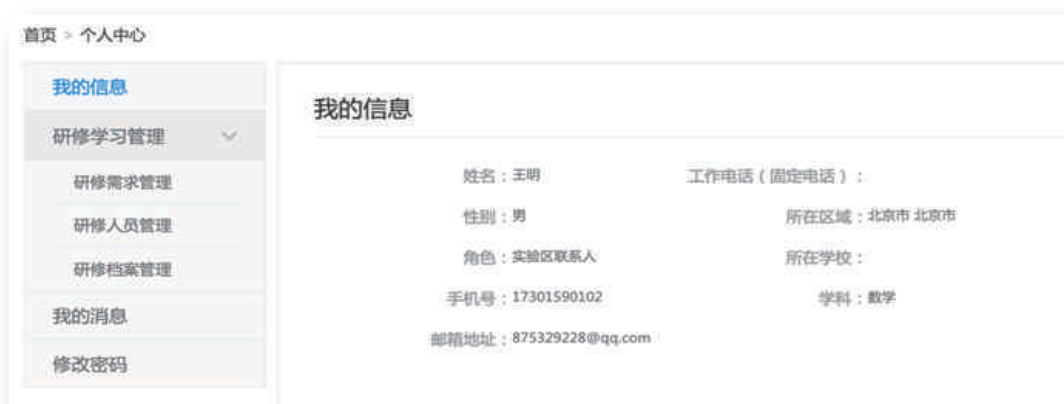 首页 > 个人中心
我的信息
研修学习管理
研修需求管理
研修人员管理
研修档案管理
我的消息
修改密码
我的信息
姓名：王明 工作电话（固定电话）：
性别：男 所在区域：北京市 北京市
角色：实验区联系人 所在学校：
手机号：17301590102 学科：数学
邮箱地址：875329228@qq.com